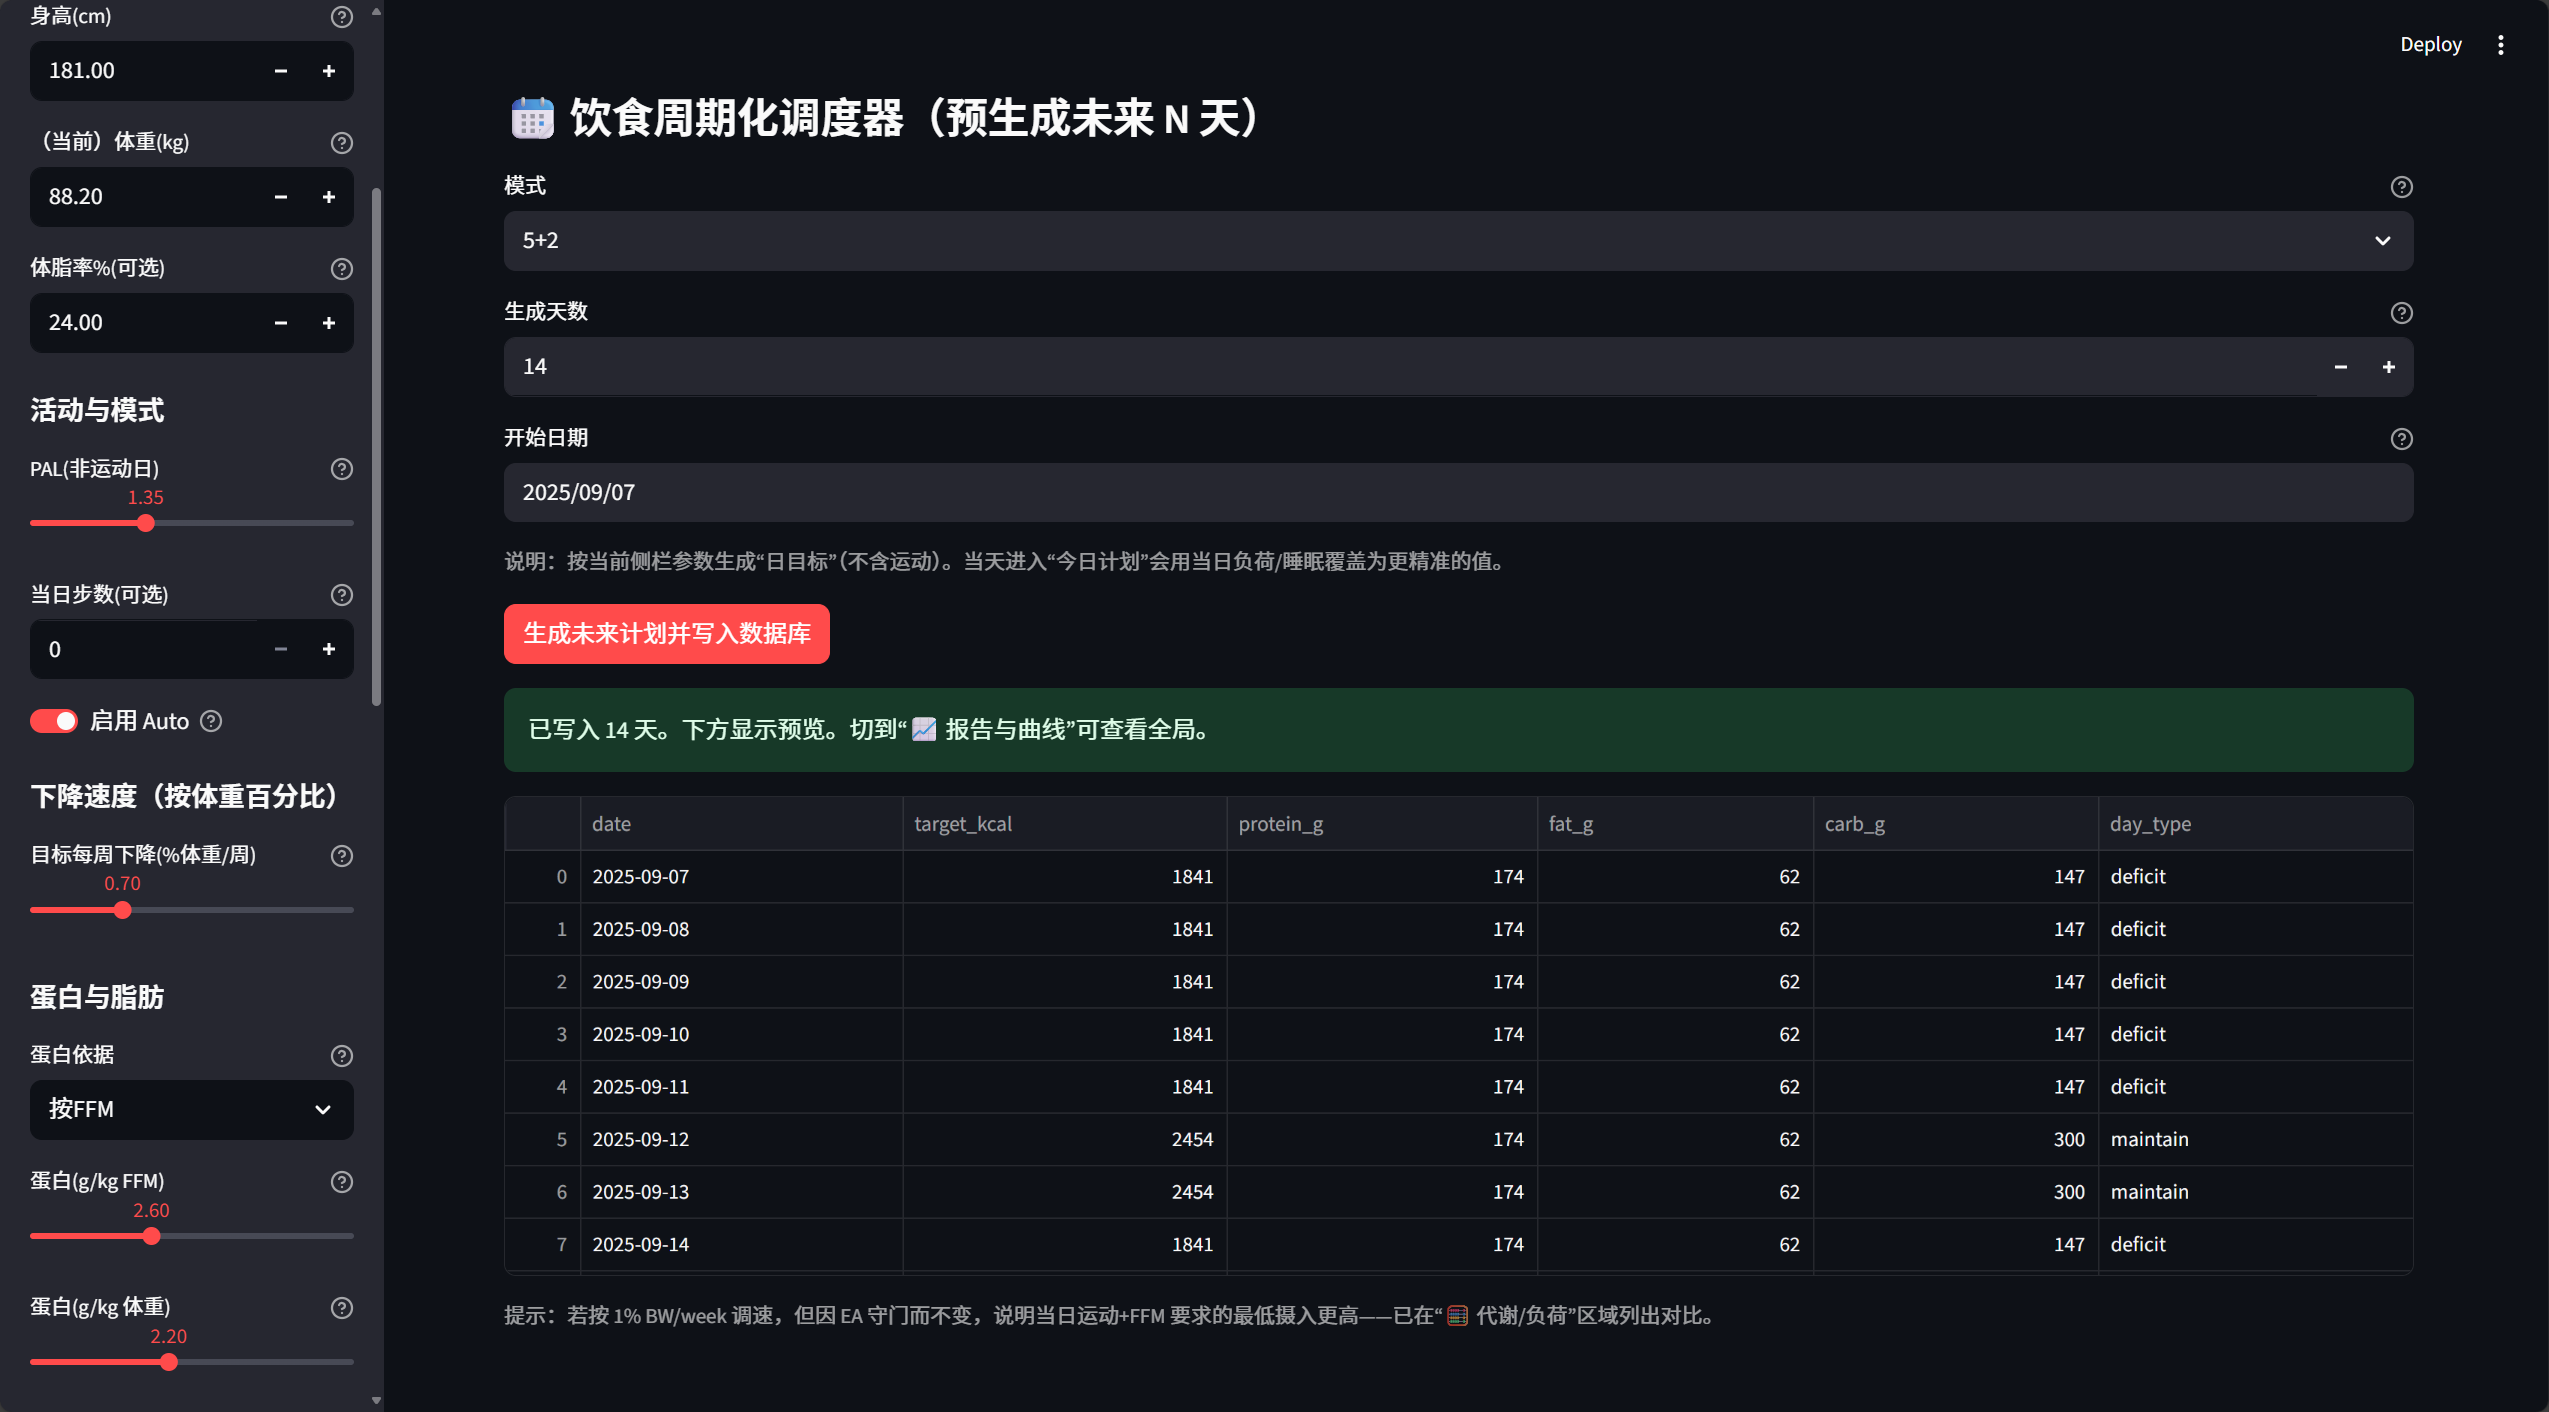 身高(cm)
181.00
（当前）体重(kg)
88.20
体脂率%(可选)
24.00
活动与模式
PAL(非运动日)
1.35
当日步数(可选)
0
启用 Auto
下降速度（按体重百分比）
目标每周下降(%体重/周)
0.70
蛋白与脂肪
蛋白依据
按FFM
蛋白(g/kg FFM)
2.60
蛋白(g/kg 体重)
2.20
Deploy
饮食周期化调度器（预生成未来 N 天）
模式
5+2
生成天数
14
开始日期
2025/09/07
说明：按当前侧栏参数生成“日目标”（不含运动）。当天进入“今日计划”会用当日负荷/睡眠覆盖为更精准的值。
生成未来计划并写入数据库
已写入 14 天。下方显示预览。切到“📈 报告与曲线”可查看全局。
date target_kcal protein_g fat_g carb_g day_type
0 2025-09-07 1841 174 62 147 deficit
1 2025-09-08 1841 174 62 147 deficit
2 2025-09-09 1841 174 62 147 deficit
3 2025-09-10 1841 174 62 147 deficit
4 2025-09-11 1841 174 62 147 deficit
5 2025-09-12 2454 174 62 300 maintain
6 2025-09-13 2454 174 62 300 maintain
7 2025-09-14 1841 174 62 147 deficit
提示：若按 1% BW/week 调速，但因 EA 守门而不变，说明当日运动+FFM 要求的最低摄入更高——已在“🧮 代谢/负荷”区域列出对比。